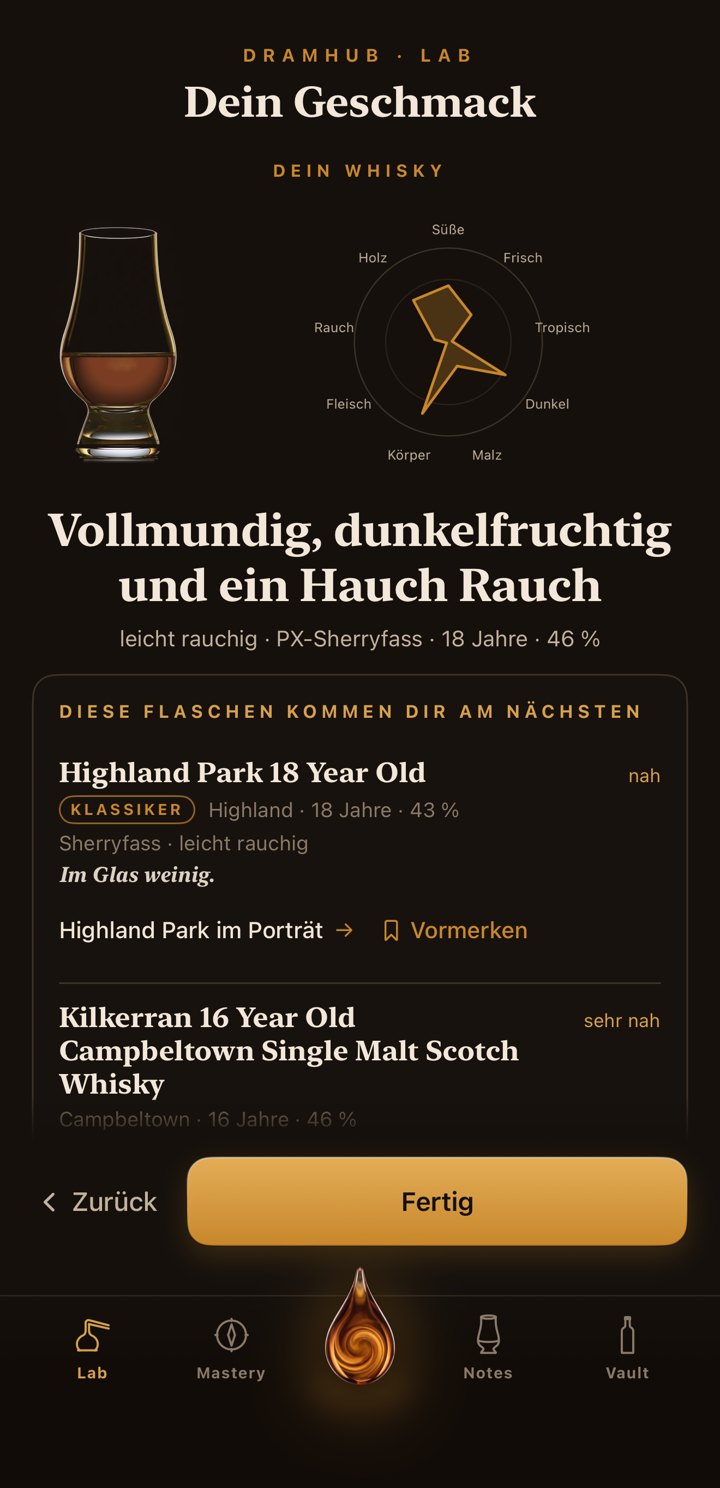 DRAMHUB · LAB
Dein Geschmack
DEIN WHISKY
Süße
Holz
Frisch
Rauch
Tropisch
Fleisch
Dunkel
Körper
Malz
Vollmundig, dunkelfruchtig
und ein Hauch Rauch
leicht rauchig · PX-Sherryfass · 18 Jahre · 46 %
DIESE FLASCHEN KOMMEN DIR AM NÄCHSTEN
Highland Park 18 Year Old
nah
KLASSIKER Highland · 18 Jahre · 43 %
Sherryfass · leicht rauchig
Im Glas weinig.
Highland Park im Porträt → Vormerken
Kilkerran 16 Year Old
sehr nah
Campbeltown Single Malt Scotch
Whisky
Campbeltown · 16 Jahre · 46 %
Zurück
Fertig
Lab
Mastery
Notes
Vault